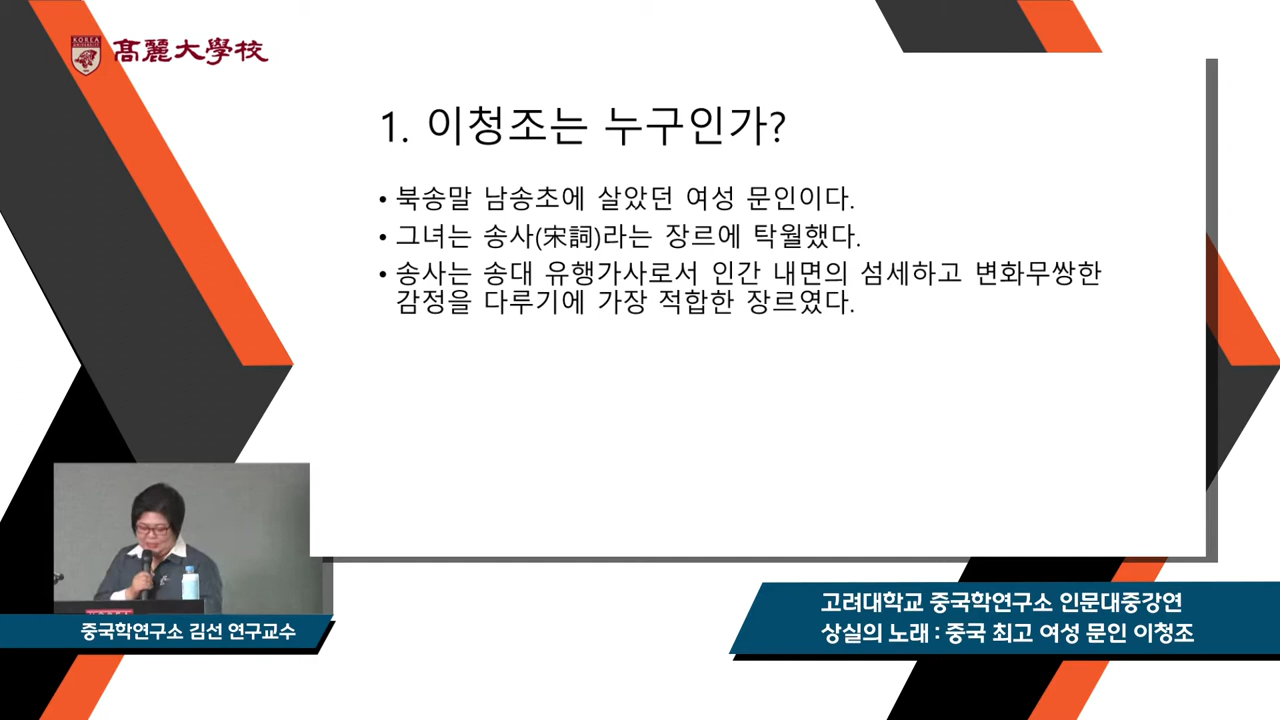 KOREA
UNIVERSITY
高麗大學校
1. 이청조는 누구인가?
• 북송말 남송초에 살았던 여성 문인이다.
• 그녀는 송사(宋詞)라는 장르에 탁월했다.
• 송사는 송대 유행가사로서 인간 내면의 섬세하고 변화무쌍한
감정을 다루기에 가장 적합한 장르였다.
중국학연구소 김선 연구교수
고려대학교 중국학연구소 인문대중강연
상실의 노래 : 중국 최고 여성 문인 이청조